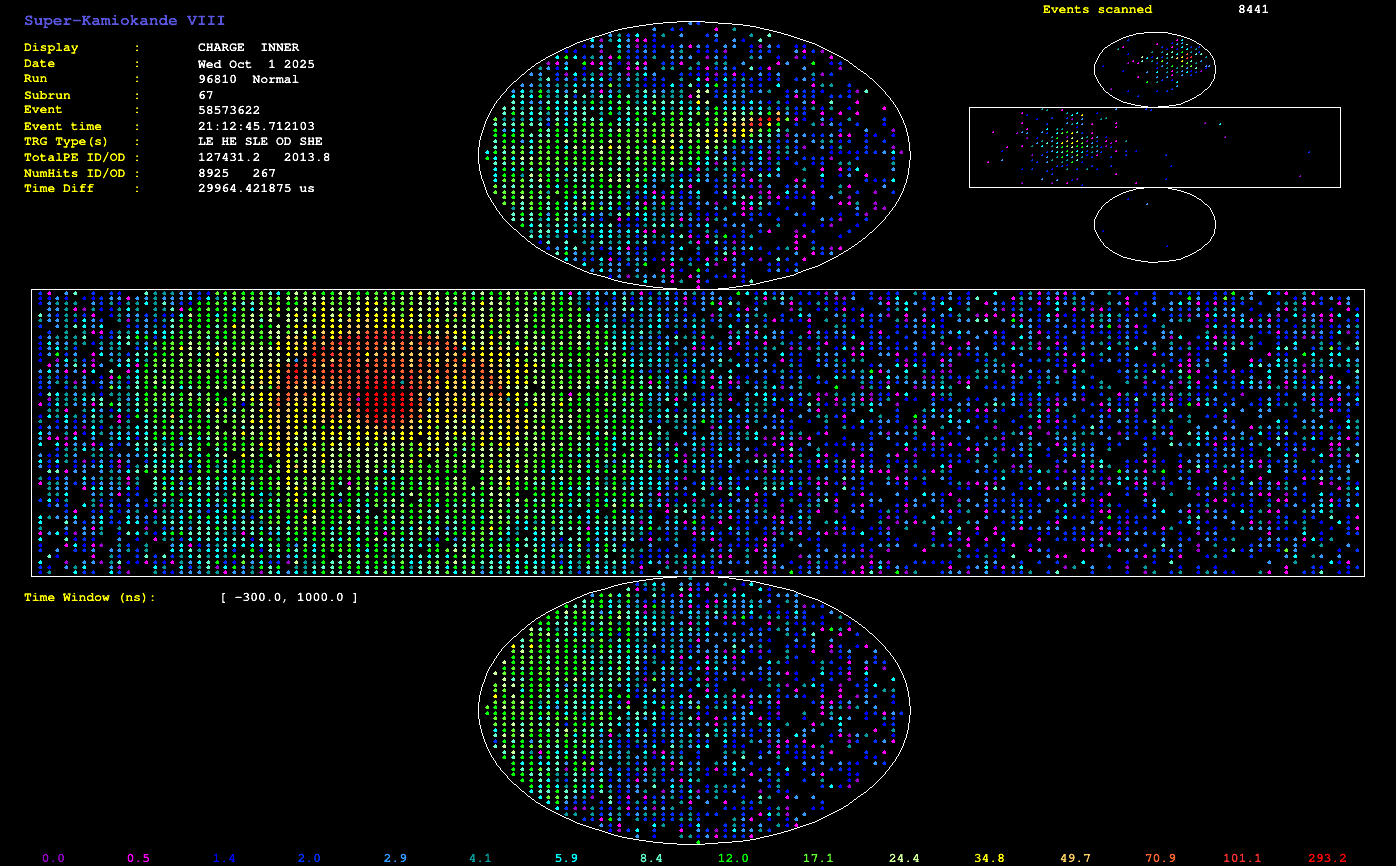 Super-Kamiokande VIII
Events scanned 8441
Display : CHARGE INNER
Date : Wed Oct 1 2025
Run : 96810 Normal
Subrun : 67
Event : 58573622
Event time : 21:12:45.712103
TRG Type(s) : LE HE SLE OD SHE
TotalPE ID/OD : 127431.2 2013.8
NumHits ID/OD : 8925 267
Time Diff : 29964.421875 us
Time Window (ns): [ -300.0, 1000.0 ]
0.0 0.5 1.4 2.0 2.9 4.1 5.9 8.4 12.0 17.1 24.4 34.8 49.7 70.9 101.1 293.2